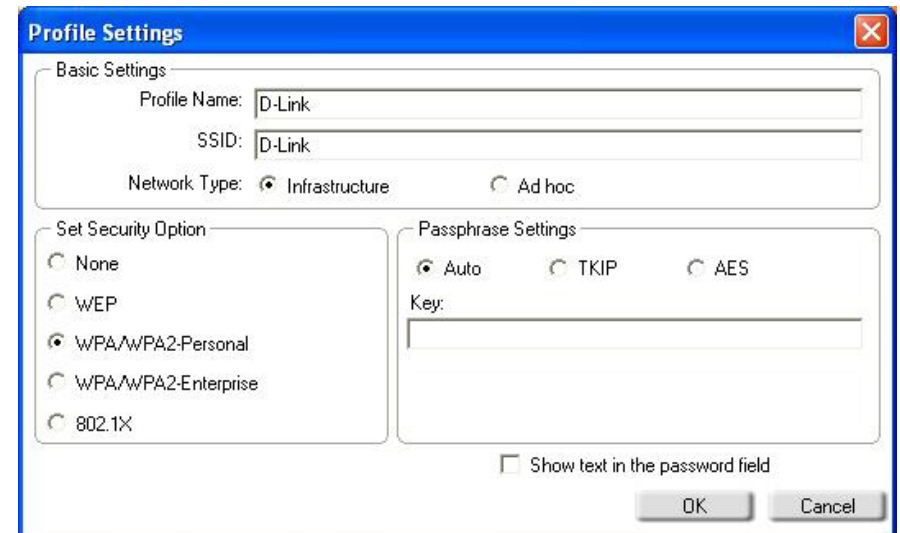 Profile Settings
Basic Settings
Profile Name: D-Link
SSID: D-Link
Network Type: Infrastructure Ad hoc
Set Security Option
None
WEP
WPA/WPA2-Personal
WPA/WPA2-Enterprise
802.1X
Passphrase Settings
Auto TKIP AES
Key:
Show text in the password field
OK Cancel